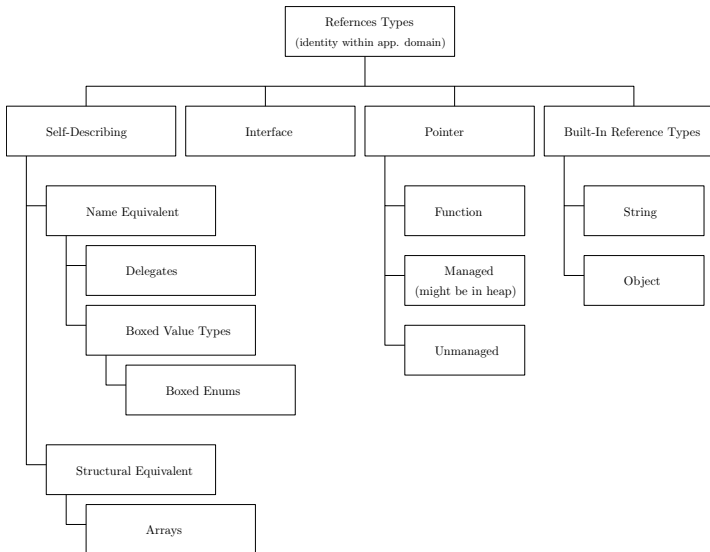 Refernces Types
(identity within app. domain)
Self-Describing
Interface
Pointer
Built-In Reference Types
Name Equivalent
Function
String
Delegates
Managed
(might be in heap)
Object
Boxed Value Types
Unmanaged
Boxed Enums
Structural Equivalent
Arrays